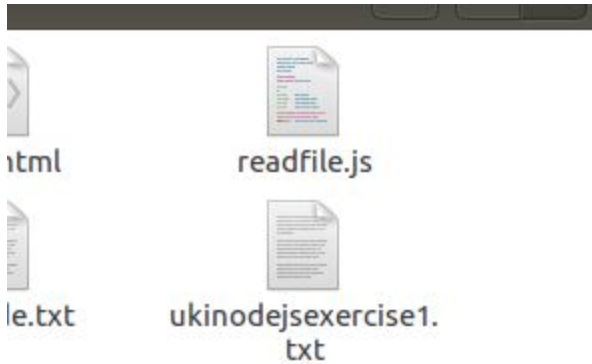 html
readfile.js
le.txt
ukinodejsexercise1.
txt